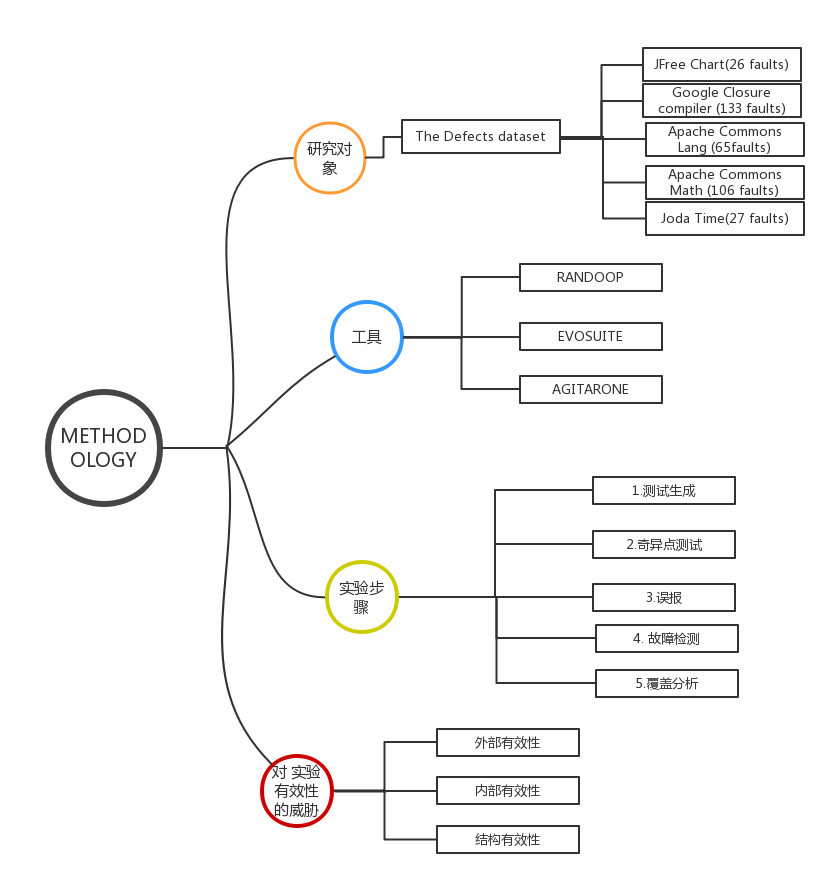 METHOD
OLOGY
研究对
象
The Defects dataset
JFree Chart(26 faults)
Google Closure
compiler (133 faults)
Apache Commons
Lang (65faults)
Apache Commons
Math (106 faults)
Joda Time(27 faults)
工具
RANDOOP
EVOSUITE
AGITARONE
实验步
骤
1.测试生成
2.奇异点测试
3.误报
4. 故障检测
5.覆盖分析
对 实验
有效性
的威胁
外部有效性
内部有效性
结构有效性